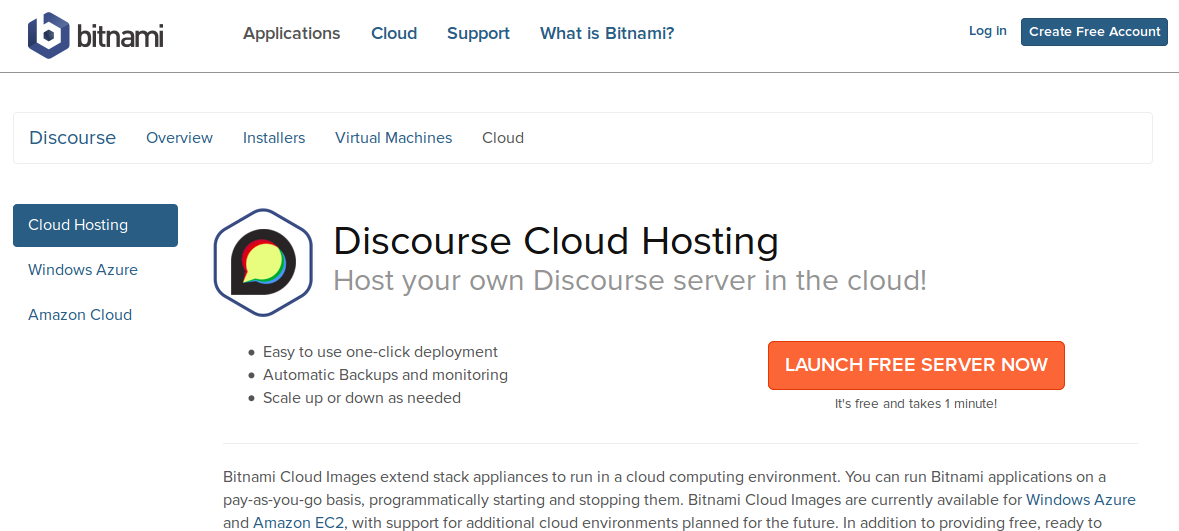 bitnami
Applications Cloud Support What is Bitnami? Log In Create Free Account
Discourse Overview Installers Virtual Machines Cloud
Cloud Hosting
Windows Azure
Amazon Cloud
Discourse Cloud Hosting
Host your own Discourse server in the cloud!
• Easy to use one-click deployment
• Automatic Backups and monitoring
• Scale up or down as needed
LAUNCH FREE SERVER NOW
It's free and takes 1 minute!
Bitnami Cloud Images extend stack appliances to run in a cloud computing environment. You can run Bitnami applications on a
pay-as-you-go basis, programmatically starting and stopping them. Bitnami Cloud Images are currently available for Windows Azure
and Amazon EC2, with support for additional cloud environments planned for the future. In addition to providing free, ready to